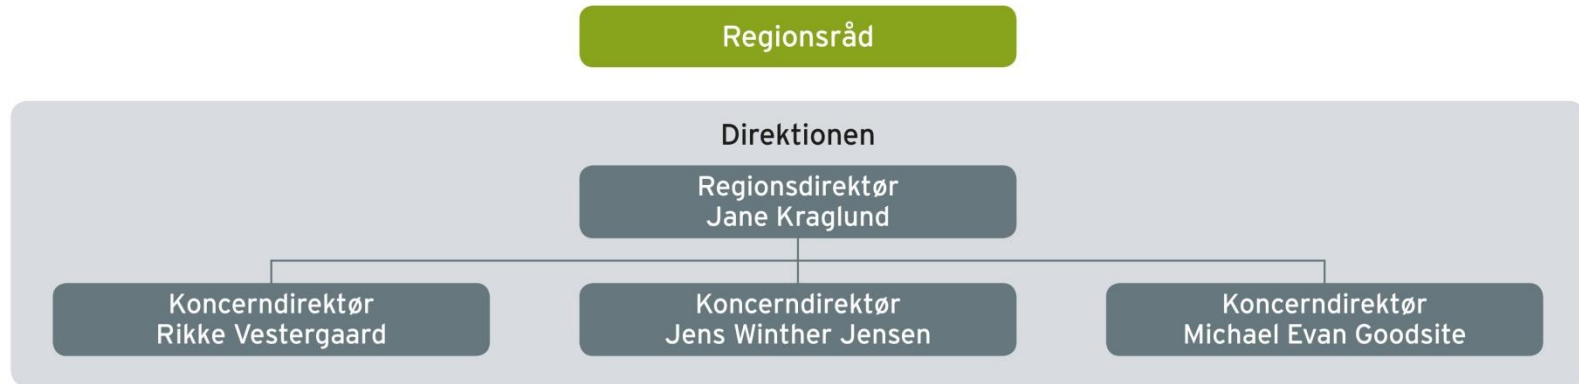 Regionsråd
Direktionen
Regionsdirektør
Jane Kraglund
Koncerndirektør
Rikke Vestergaard
Koncerndirektør
Jens Winther Jensen
Koncerndirektør
Michael Evan Goodsite